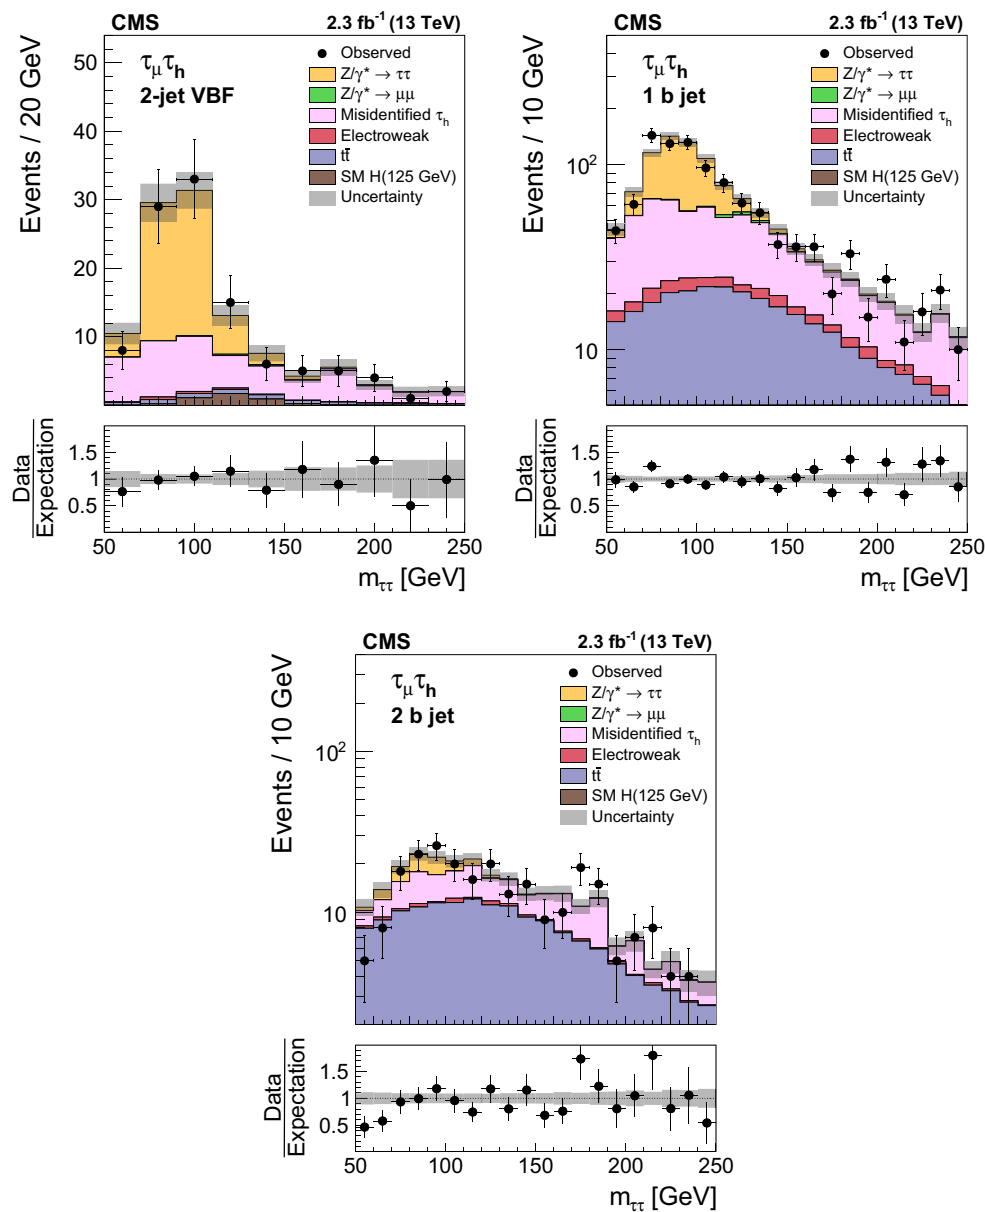 CMS 2.3 fb⁻¹ (13 TeV)
Events / 20 GeV
50
40
30
20
10
τμτh
2-jet VBF
Observed
Z/γ* → ττ
Z/γ* → μμ
Misidentified τh
Electroweak
tt̄
SM H(125 GeV)
Uncertainty
Data
Expectation
1.5
1
0.5
50 100 150 200 250
mττ [GeV]
CMS 2.3 fb⁻¹ (13 TeV)
Events / 10 GeV
10²
10
τμτh
1 b jet
Observed
Z/γ* → ττ
Z/γ* → μμ
Misidentified τh
Electroweak
tt̄
SM H(125 GeV)
Uncertainty
Data
Expectation
1.5
1
0.5
50 100 150 200 250
mττ [GeV]
CMS 2.3 fb⁻¹ (13 TeV)
Events / 10 GeV
10²
10
τμτh
2 b jet
Observed
Z/γ* → ττ
Z/γ* → μμ
Misidentified τh
Electroweak
tt̄
SM H(125 GeV)
Uncertainty
Data
Expectation
1.5
1
0.5
50 100 150 200 250
mττ [GeV]